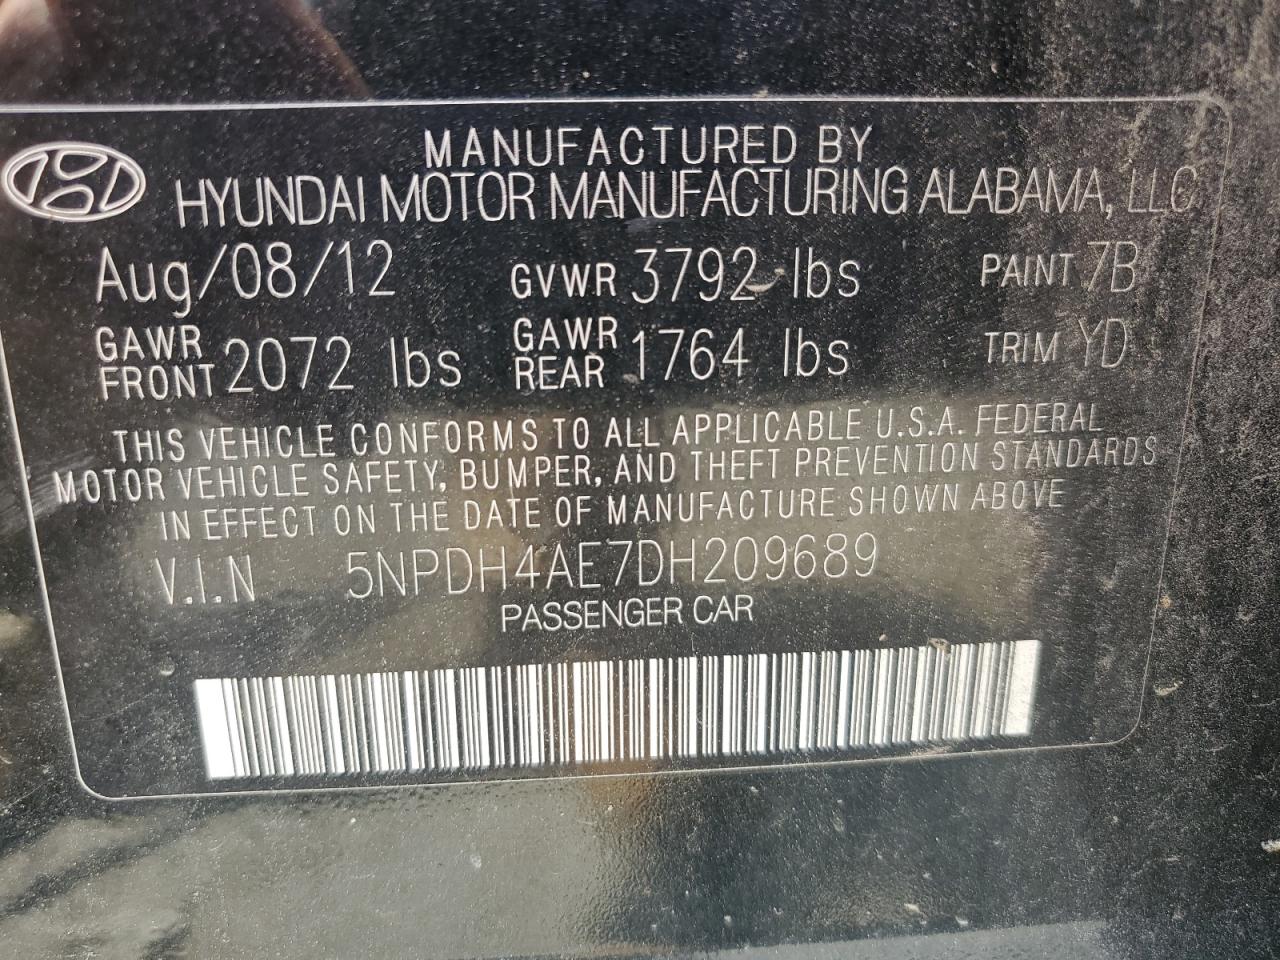 MANUFACTURED BY
HYUNDAI MOTOR MANUFACTURING ALABAMA, LLC
Aug/08/12 GVWR 3792 lbs PAINT 7B
GAWR FRONT 2072 lbs GAWR REAR 1764 lbs TRIM YD
THIS VEHICLE CONFORMS TO ALL APPLICABLE U.S.A. FEDERAL
MOTOR VEHICLE SAFETY, BUMPER, AND THEFT PREVENTION STANDARDS
IN EFFECT ON THE DATE OF MANUFACTURE SHOWN ABOVE
V.I.N 5NPDH4AE7DH209689
PASSENGER CAR